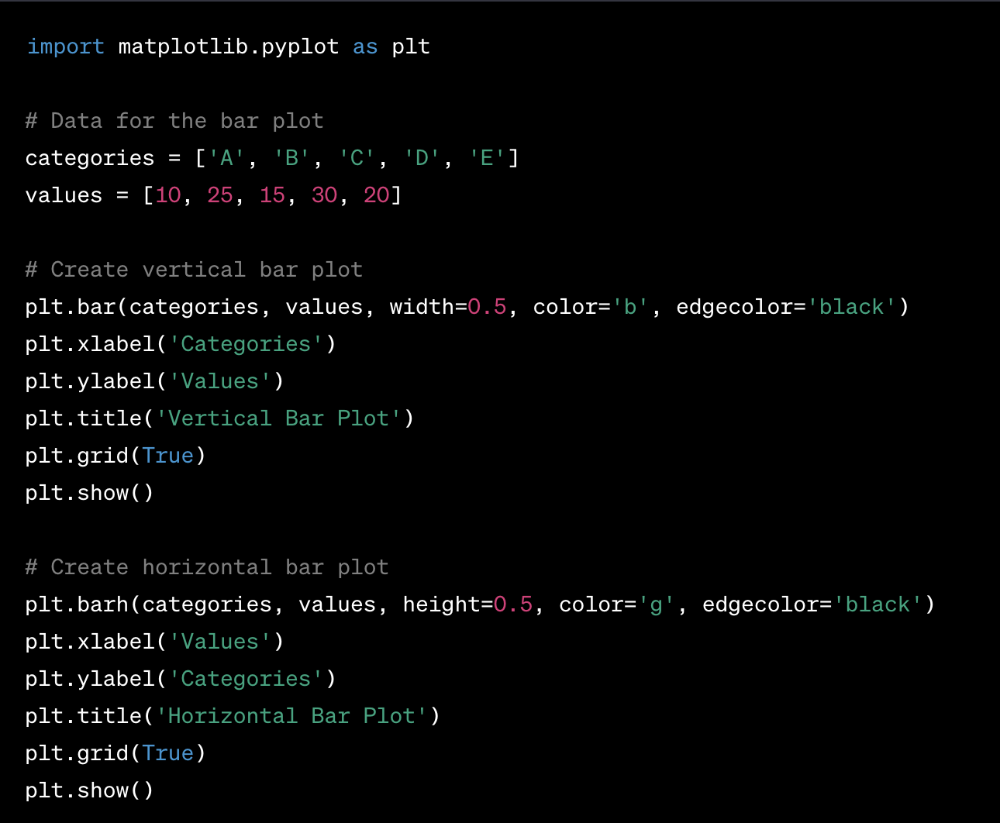 import matplotlib.pyplot as plt
# Data for the bar plot
categories = ['A', 'B', 'C', 'D', 'E']
values = [10, 25, 15, 30, 20]
# Create vertical bar plot
plt.bar(categories, values, width=0.5, color='b', edgecolor='black')
plt.xlabel('Categories')
plt.ylabel('Values')
plt.title('Vertical Bar Plot')
plt.grid(True)
plt.show()
# Create horizontal bar plot
plt.barh(categories, values, height=0.5, color='g', edgecolor='black')
plt.xlabel('Values')
plt.ylabel('Categories')
plt.title('Horizontal Bar Plot')
plt.grid(True)
plt.show()